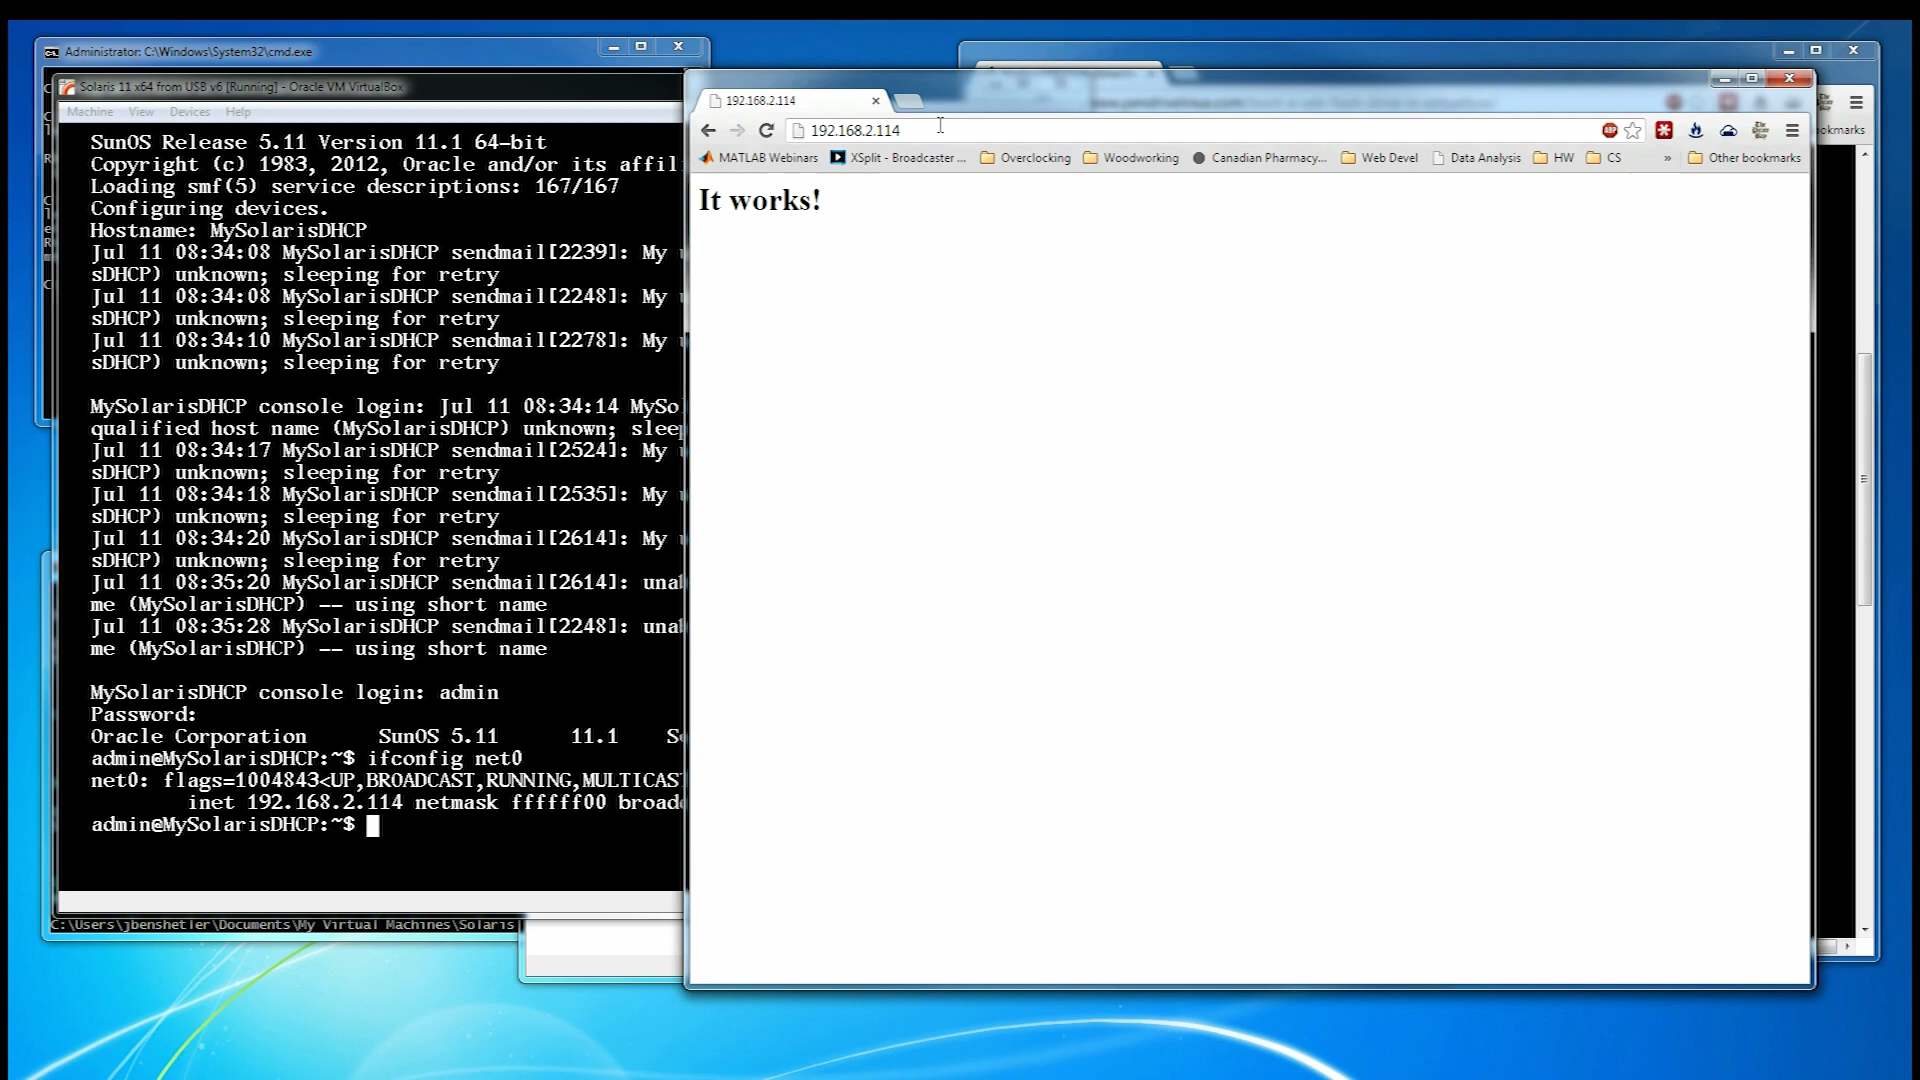 Administrator: C:\Windows\System32\cmd.exe
Solaris 11 x64 from USB v6 [Running] - Oracle VM VirtualBox
Machine View Devices Help
SunOS Release 5.11 Version 11.1 64-bit
Copyright (c) 1983, 2012, Oracle and/or its affil
Loading smf(5) service descriptions: 167/167
Configuring devices.
Hostname: MySolarisDHCP
Jul 11 08:34:08 MySolarisDHCP sendmail[2239]: My
sDHCP) unknown; sleeping for retry
Jul 11 08:34:08 MySolarisDHCP sendmail[2248]: My
sDHCP) unknown; sleeping for retry
Jul 11 08:34:10 MySolarisDHCP sendmail[2278]: My
sDHCP) unknown; sleeping for retry
MySolarisDHCP console login: Jul 11 08:34:14 MySo
qualified host name (MySolarisDHCP) unknown; sleep
Jul 11 08:34:17 MySolarisDHCP sendmail[2524]: My
sDHCP) unknown; sleeping for retry
Jul 11 08:34:18 MySolarisDHCP sendmail[2535]: My
sDHCP) unknown; sleeping for retry
Jul 11 08:34:20 MySolarisDHCP sendmail[2614]: My
sDHCP) unknown; sleeping for retry
Jul 11 08:35:20 MySolarisDHCP sendmail[2614]: unab
me (MySolarisDHCP) -- using short name
Jul 11 08:35:28 MySolarisDHCP sendmail[2248]: unab
me (MySolarisDHCP) -- using short name
MySolarisDHCP console login: admin
Password:
Oracle Corporation SunOS 5.11 11.1 S
admin@MySolarisDHCP:~$ ifconfig net0
net0: flags=1004843<UP,BROADCAST,RUNNING,MULTICAST
inet 192.168.2.114 netmask ffffff00 broad
admin@MySolarisDHCP:~$
C:\Users\jbenshetler\Documents\My Virtual Machines\Solaris
192.168.2.114
192.168.2.114
ABP
MATLAB Webinars XSplit - Broadcaster ... Overclocking Woodworking Canadian Pharmacy... Web Devel Data Analysis HW CS » Other bookmarks
It works!
okmarks